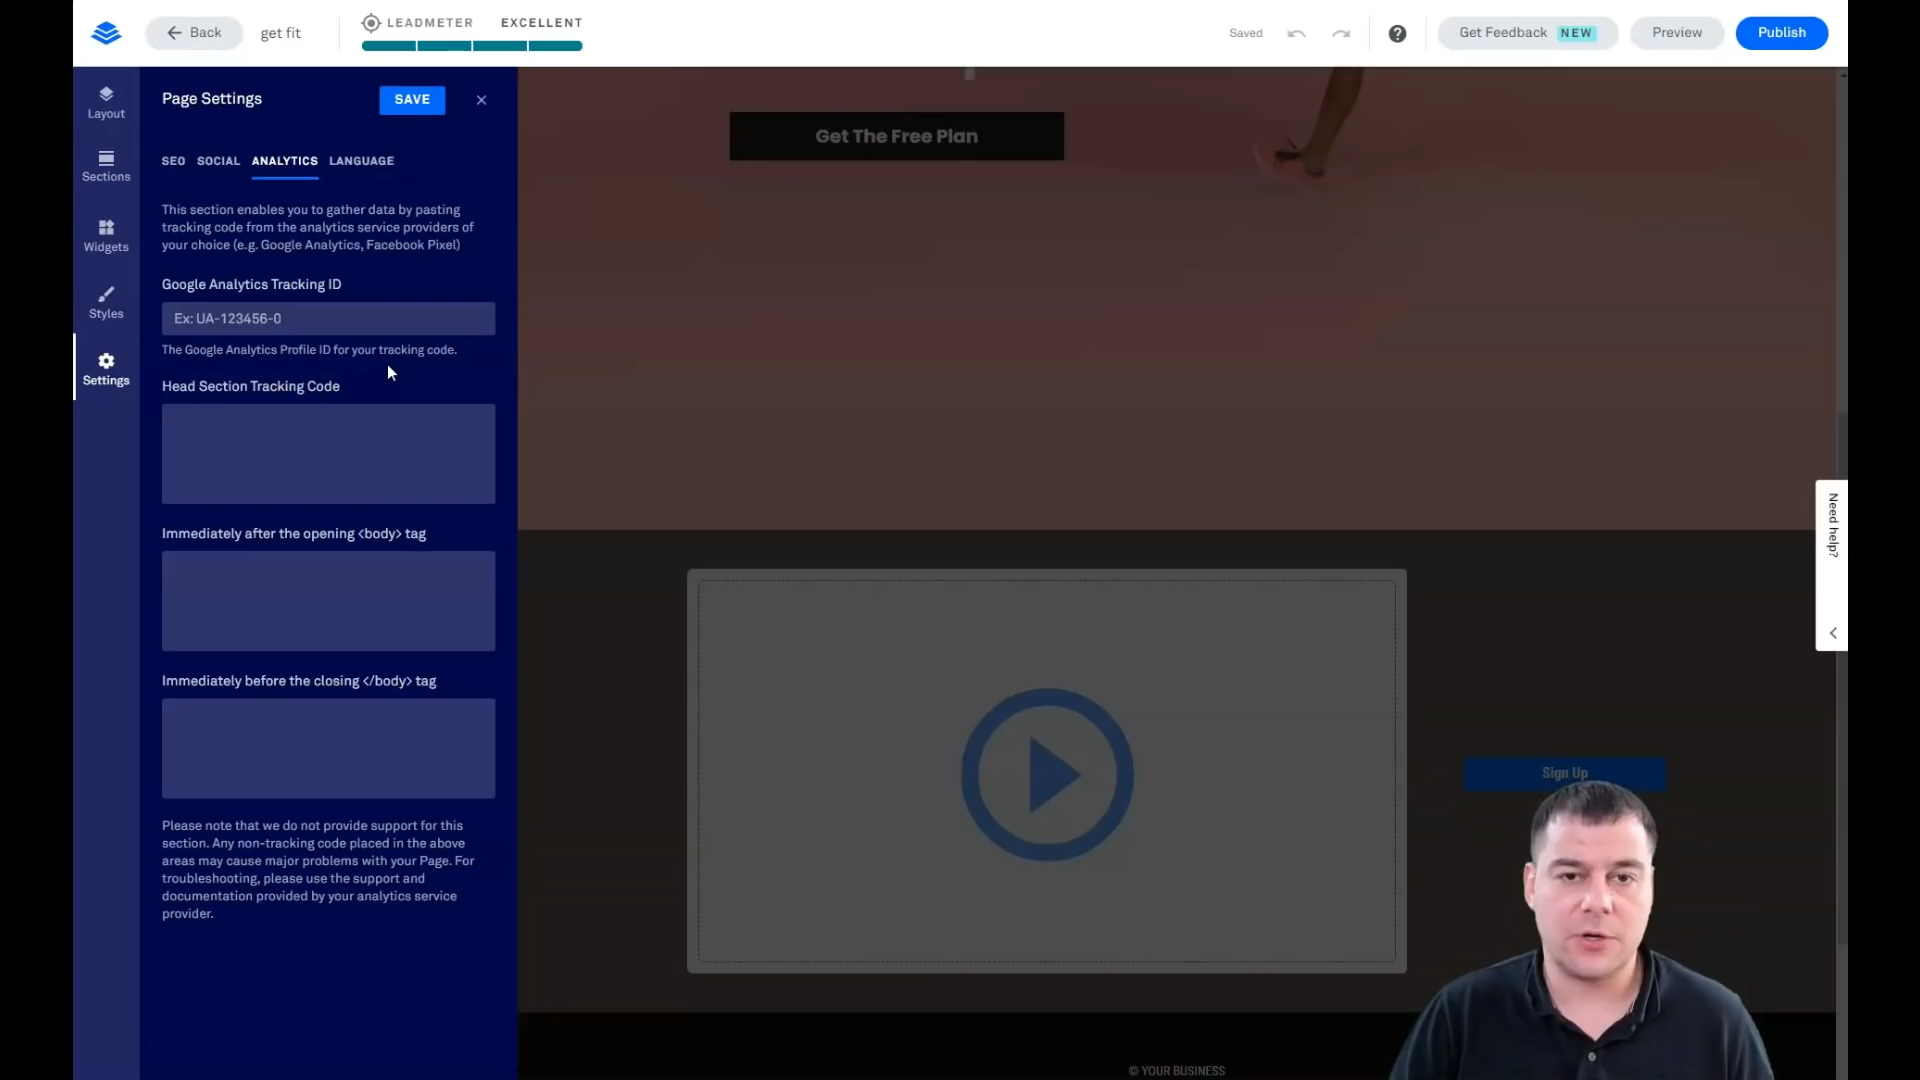 Back
get fit
LEADMETER EXCELLENT
Saved
Get Feedback NEW
Preview
Publish
Layout
Sections
Widgets
Styles
Settings
Page Settings
SAVE
SEO SOCIAL ANALYTICS LANGUAGE
This section enables you to gather data by pasting
tracking code from the analytics service providers of
your choice (e.g. Google Analytics, Facebook Pixel)
Google Analytics Tracking ID
Ex: UA-123456-0
The Google Analytics Profile ID for your tracking code.
Head Section Tracking Code
Immediately after the opening <body> tag
Immediately before the closing </body> tag
Please note that we do not provide support for this
section. Any non-tracking code placed in the above
areas may cause major problems with your Page. For
troubleshooting, please use the support and
documentation provided by your analytics service
provider.
Get The Free Plan
Need help?
Sign Up
© YOUR BUSINESS